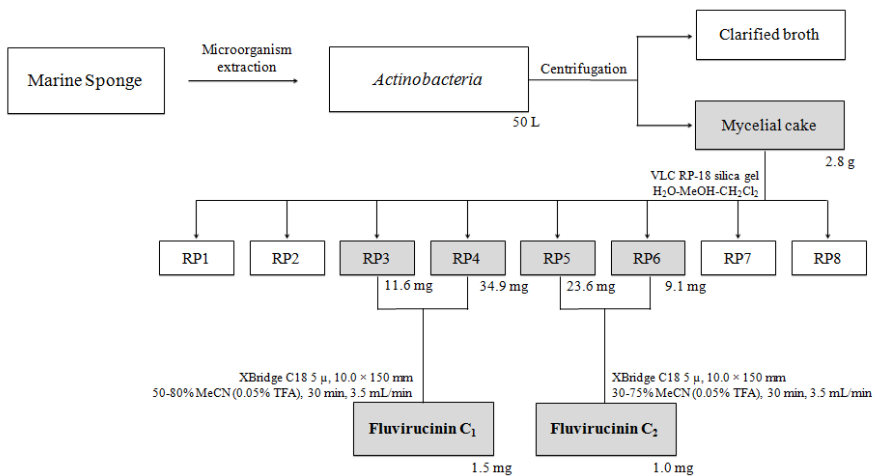 Marine Sponge
Microorganism
extraction
Actinobacteria
50 L
Centrifugation
Clarified broth
Mycelial cake
2.8 g
VLC RP-18 silica gel
H₂O-MeOH-CH₂Cl₂
RP1
RP2
RP3
RP4
RP5
RP6
RP7
RP8
11.6 mg
34.9 mg
23.6 mg
9.1 mg
XBridge C18 5 µ, 10.0 × 150 mm
50-80% MeCN (0.05% TFA), 30 min, 3.5 mL/min
XBridge C18 5 µ, 10.0 × 150 mm
30-75% MeCN (0.05% TFA), 30 min, 3.5 mL/min
Fluvirucinin C₁
1.5 mg
Fluvirucinin C₂
1.0 mg